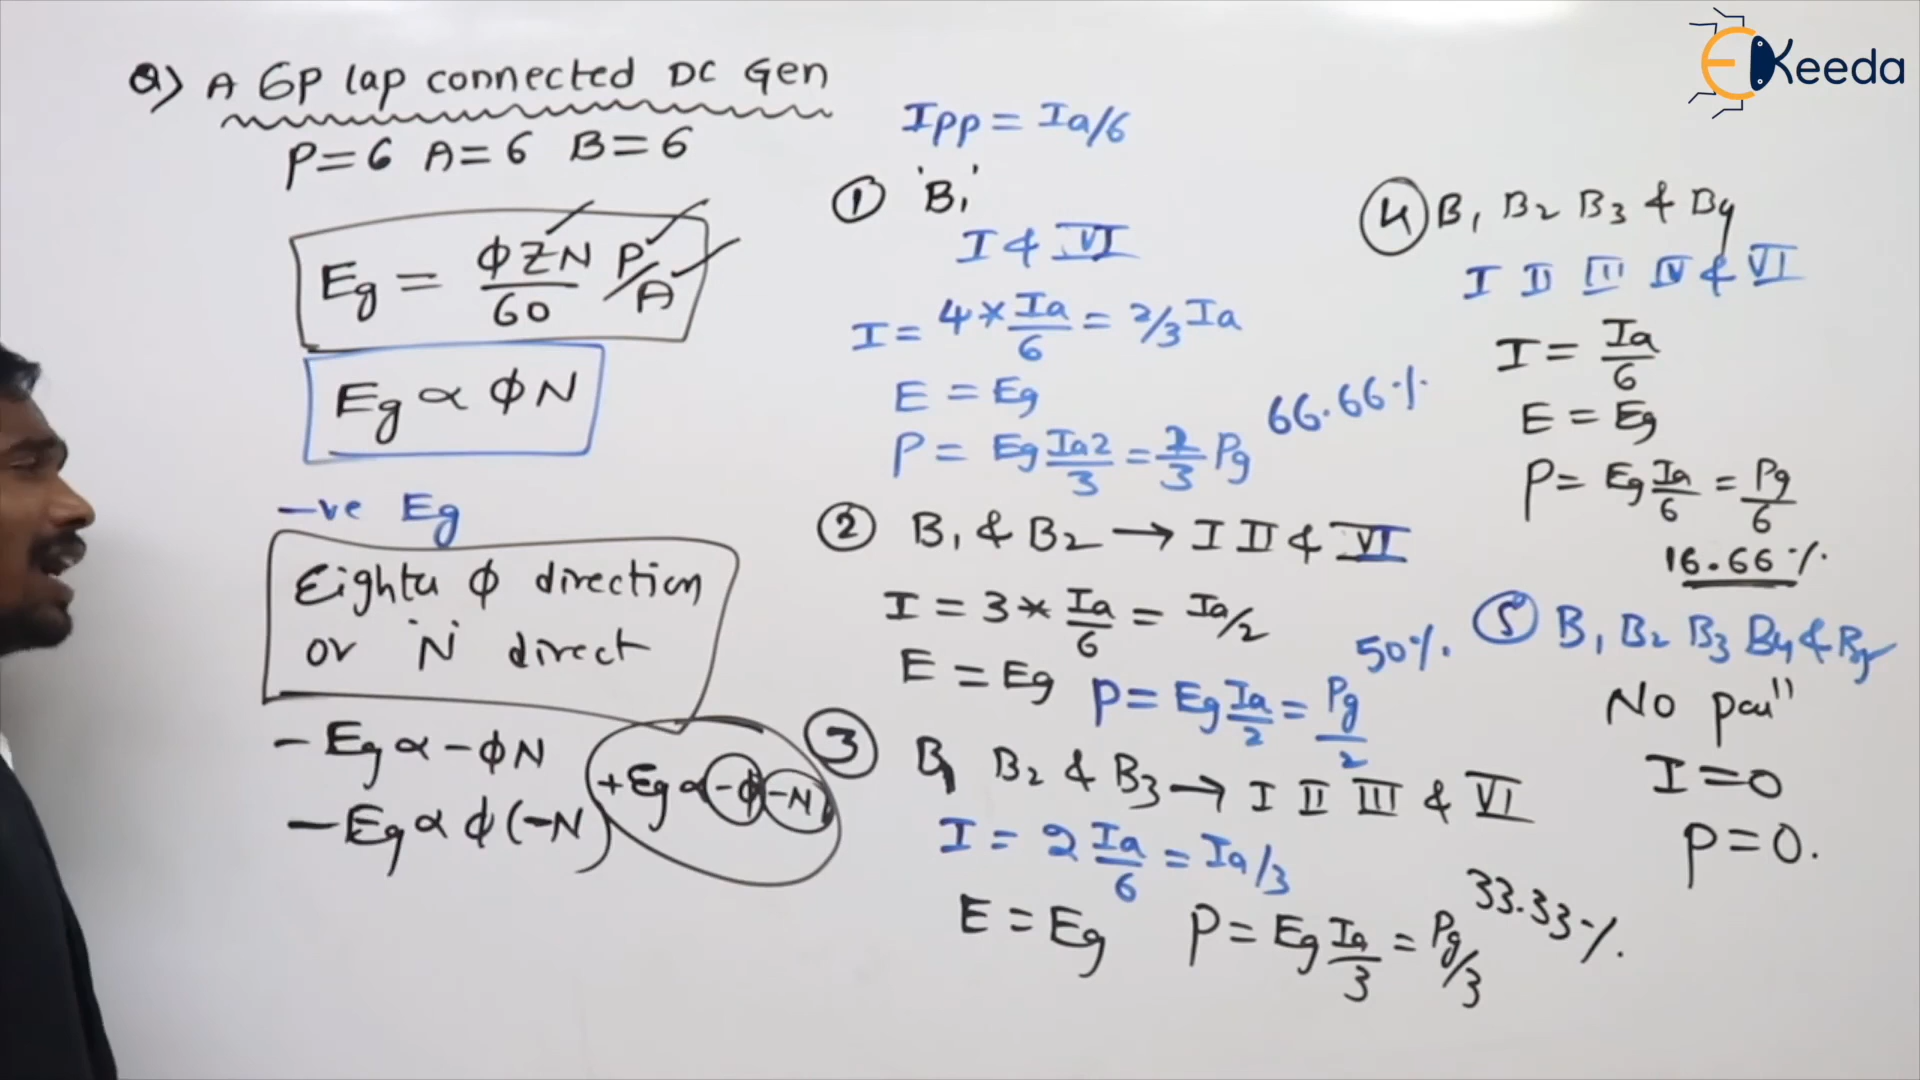 EKeeda
Q) A 6P lap connected DC Gen
P=6 A=6 B=6
Eg = ϕZN/60 P/A
Eg ∝ ϕN
-ve Eg
Eightu ϕ direction
or 'N' direct
- Eg ∝ - ϕN
- Eg ∝ ϕ(-N)
+Eg ∝ -ϕ -N
Ipp = Ia/6
① 'B₁'
I & VI
I = 4 * Ia/6 = 2/3 Ia
E = Eg
P = Eg Ia2/3 = 2/3 Pg
66.66%
② B₁ & B₂ → I II & VI
I = 3 * Ia/6 = Ia/2
E = Eg P = Eg Ia/2 = Pg/2
50%
③ B₁ B₂ & B₃ → I II III & VI
I = 2 Ia/6 = Ia/3
E = Eg P = Eg Ia/3 = Pg/3
33.33%
④ B₁ B₂ B₃ & B₄
I II III IV & VI
I = Ia/6
E = Eg
P = Eg Ia/6 = Pg/6
16.66%
⑤ B₁ B₂ B₃ B₄ & B₅
No pall
I = 0
P = 0.